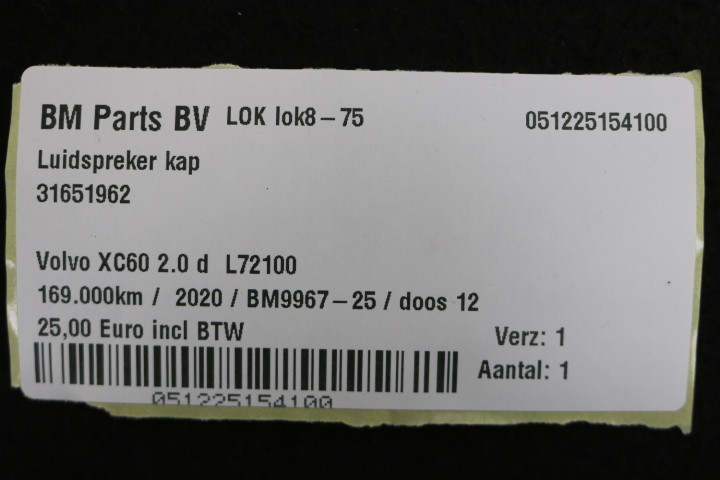 BM Parts BV LOK lok8-75 051225154100
Luidspreker kap
31651962
Volvo XC60 2.0 d L72100
169.000km / 2020 / BM9967-25 / doos 12
25,00 Euro incl BTW
Verz: 1
Aantal: 1
051225154100